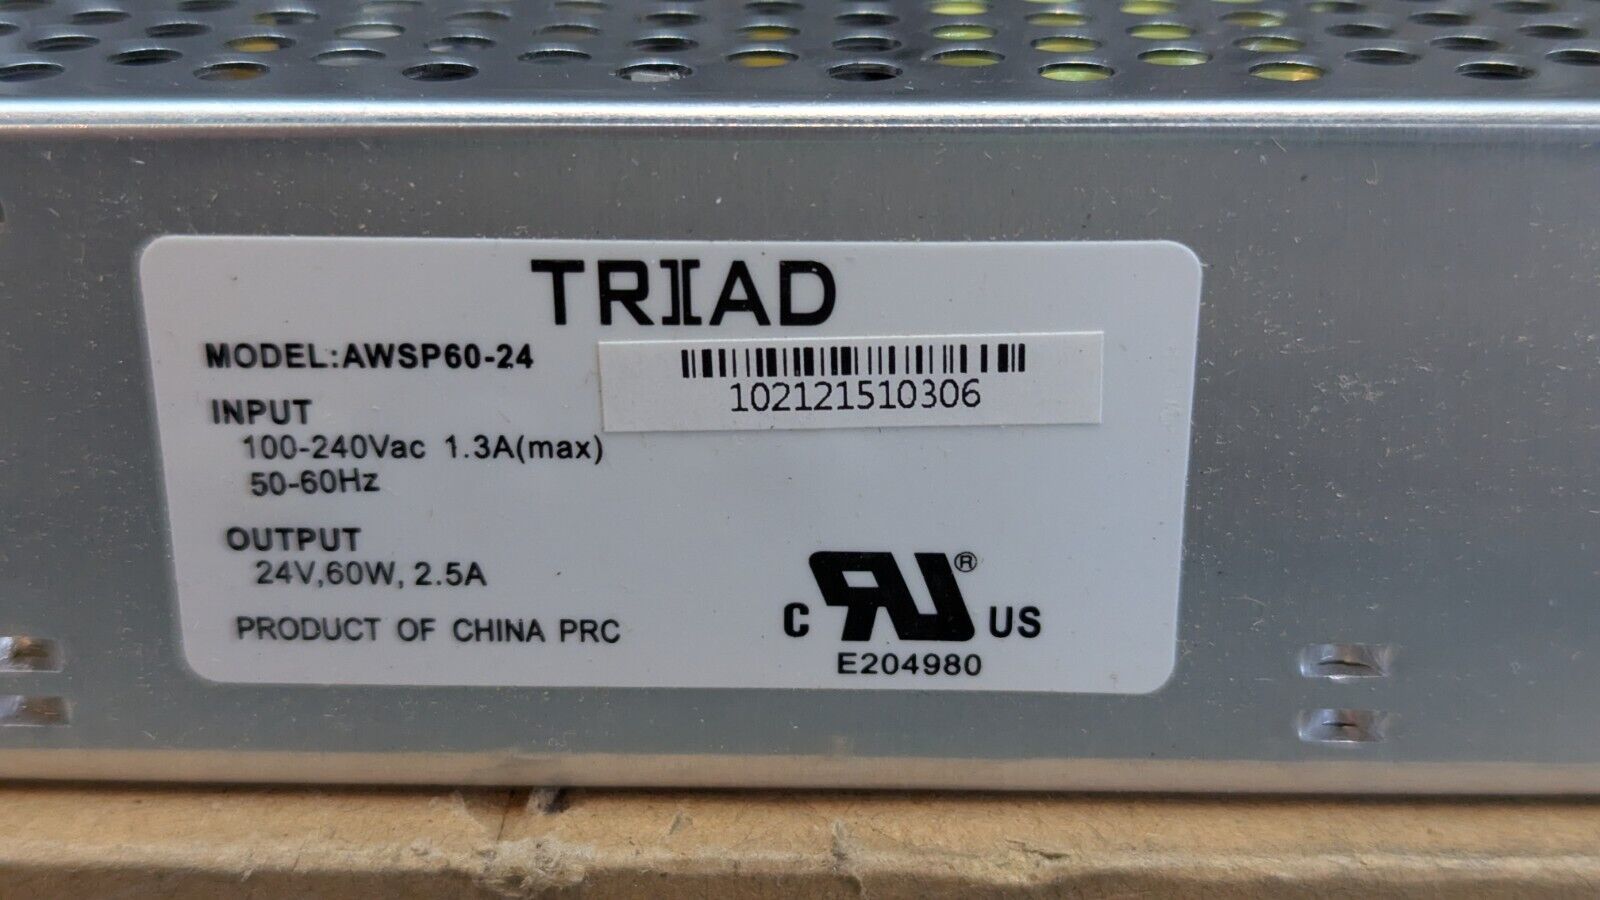 TRIAD
MODEL:AWSP60-24
102121510306
INPUT
100-240Vac 1.3A(max)
50-60Hz
OUTPUT
24V,60W, 2.5A
PRODUCT OF CHINA PRC
C RU® US
E204980